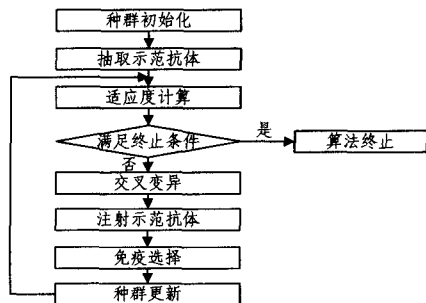 种群初始化
抽取示范抗体
适应度计算
满足终止条件
是
算法终止
否
交叉变异
注射示范抗体
免疫选择
种群更新